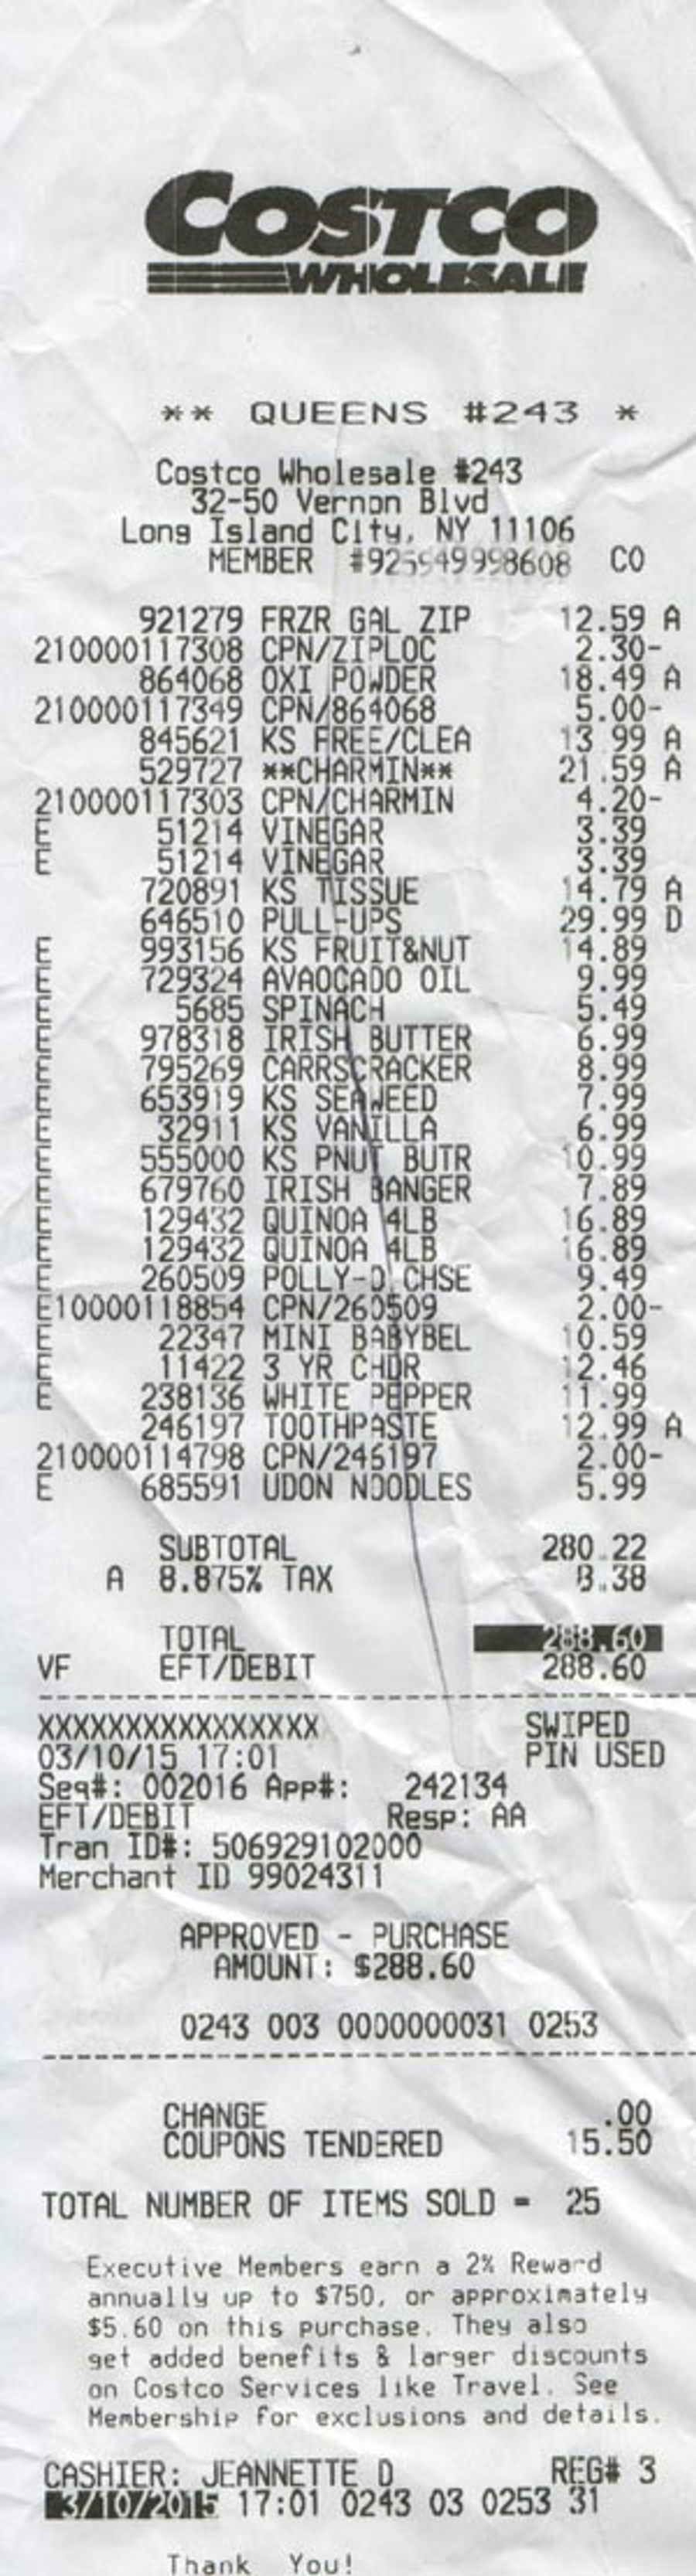 COSTCO
WHOLESALE
** QUEENS #243 *
Costco Wholesale #243
32-50 Vernon Blvd
Long Island City, NY 11106
MEMBER #925949998608 CO
921279 FRZR GAL ZIP 12.59 A
210000117308 CPN/ZIPLOC 2.30-
864068 OXI POWDER 18.49 A
210000117349 CPN/864068 5.00-
845621 KS FREE/CLEA 13.99 A
529727 **CHARMIN** 21.59 A
210000117303 CPN/CHARMIN 4.20-
E 51214 VINEGAR 3.39
E 51214 VINEGAR 3.39
720891 KS TISSUE 14.79 A
646510 PULL-UPS 29.99 D
E 993156 KS FRUIT&NUT 14.89
E 729324 AVAOCADO OIL 9.99
E 5685 SPINACH 5.49
E 978318 IRISH BUTTER 6.99
E 795269 CARRSCRACKER 8.99
E 653919 KS SEAWEED 7.99
E 32911 KS VANILLA 6.99
E 555000 KS PNUT BUTR 10.99
E 679760 IRISH BANGER 7.89
E 129432 QUINOA 4LB 16.89
E 129432 QUINOA 4LB 16.89
E 260509 POLLY-O CHSE 9.49
E10000118854 CPN/260509 2.00-
E 22347 MINI BABYBEL 10.59
E 11422 3 YR CHDR 12.46
E 238136 WHITE PEPPER 11.99
246197 TOOTHPASTE 12.99 A
210000114798 CPN/246197 2.00-
E 685591 UDON NOODLES 5.99
SUBTOTAL 280.22
A 8.875% TAX 8.38
TOTAL 288.60
VF EFT/DEBIT 288.60
XXXXXXXXXXXXXXXX SWIPED
03/10/15 17:01 PIN USED
Seq#: 002016 App#: 242134
EFT/DEBIT Resp: AA
Tran ID#: 506929102000
Merchant ID 99024311
APPROVED - PURCHASE
AMOUNT: $288.60
0243 003 0000000031 0253
CHANGE .00
COUPONS TENDERED 15.50
TOTAL NUMBER OF ITEMS SOLD = 25
Executive Members earn a 2% Reward
annually up to $750, or approximately
$5.60 on this purchase. They also
get added benefits & larger discounts
on Costco Services like Travel. See
Membership for exclusions and details.
CASHIER: JEANNETTE D REG# 3
3/10/2015 17:01 0243 03 0253 31
Thank You!